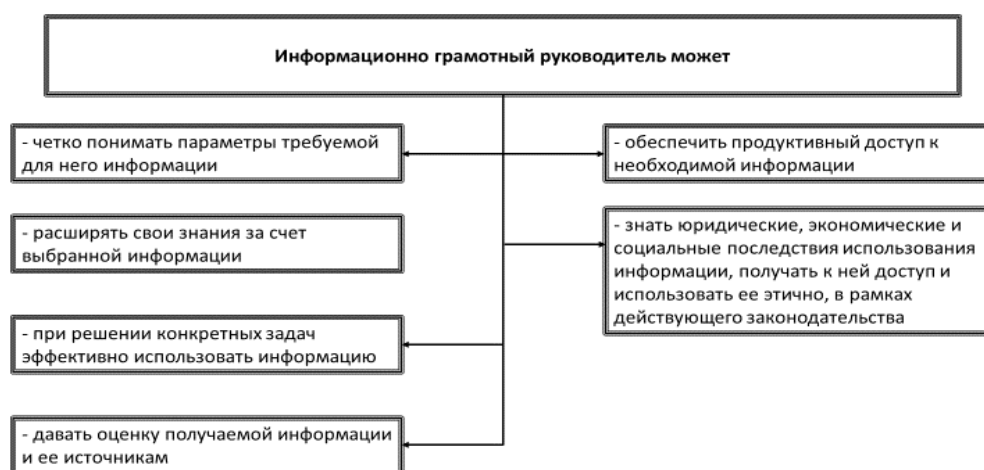 Информационно грамотный руководитель может
- четко понимать параметры требуемой
для него информации
- обеспечить продуктивный доступ к
необходимой информации
- расширять свои знания за счет
выбранной информации
- знать юридические, экономические и
социальные последствия использования
информации, получать к ней доступ и
использовать ее этично, в рамках
действующего законодательства
- при решении конкретных задач
эффективно использовать информацию
- давать оценку получаемой информации
и ее источникам